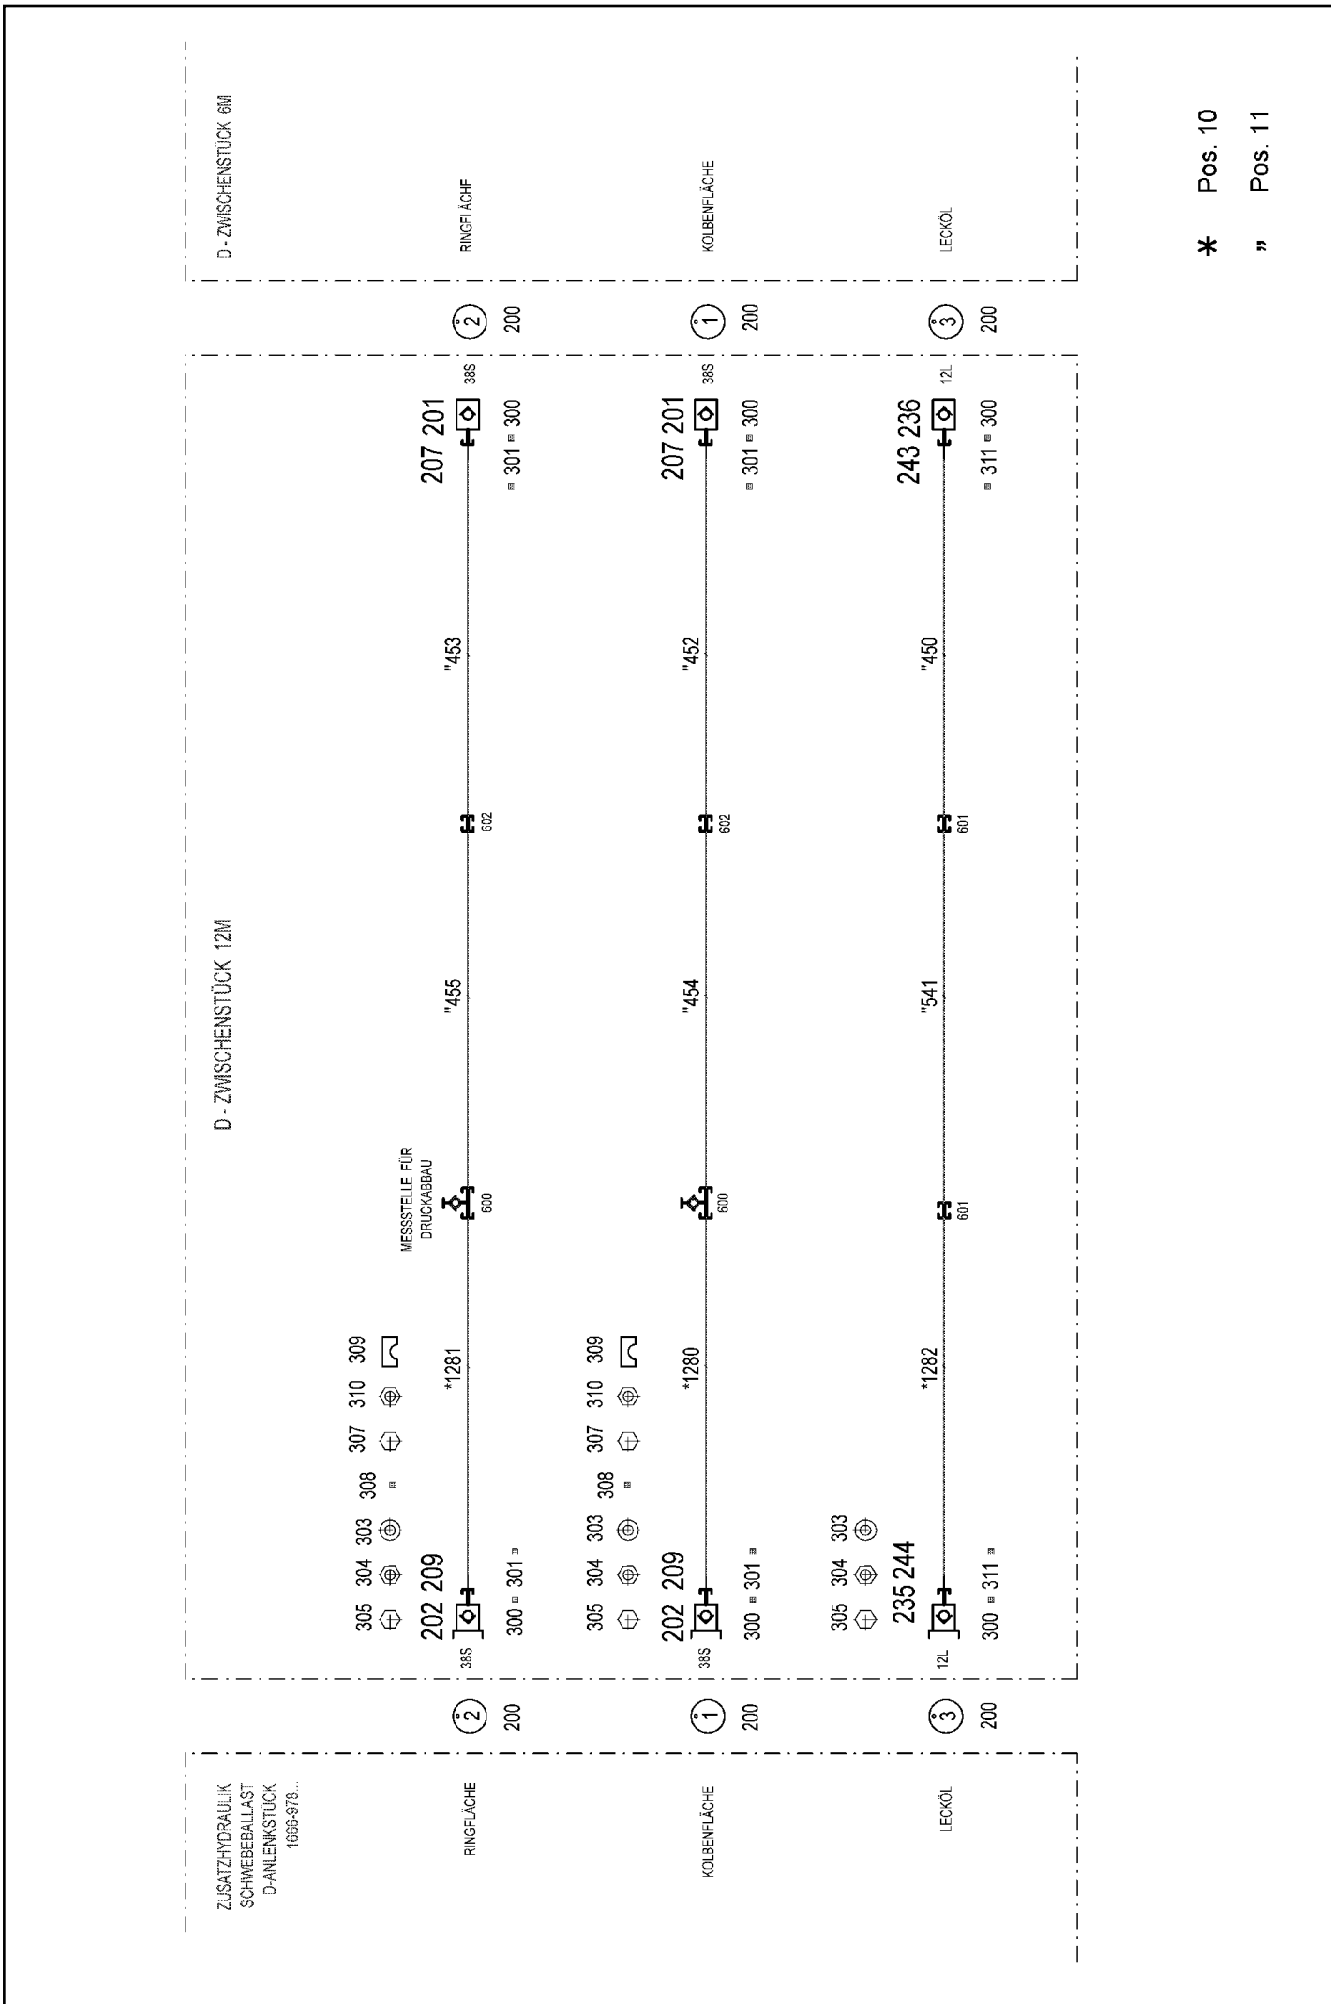 ZUSATZHYDRAULIK
SCHWEBEBALLAST
D-ANLENKSTÜCK
D - ZWISCHENSTÜCK 12M
D - ZWISCHENSTÜCK 6M
305 304 303 308 307 310 309
MESSSTELLE FÜR
DRUCKABBAU
202 209
*1281
"455
"453
207 201
RINGFLÄCHE
2
38S
600
602
38S
2
RINGFLÄCHF
200
300 301
301 300
200
305 304 303 308 307 310 309
202 209
*1280
"454
"452
207 201
KOLBENFLÄCHE
1
38S
600
602
38S
1
KOLBENFLÄCHE
200
300 301
301 300
200
305 304 303
235 244
*1282
"541
"450
243 236
LECKÖL
3
12L
601
601
12L
3
LECKÖL
200
300 311
311 300
200
* Pos. 10
" Pos. 11